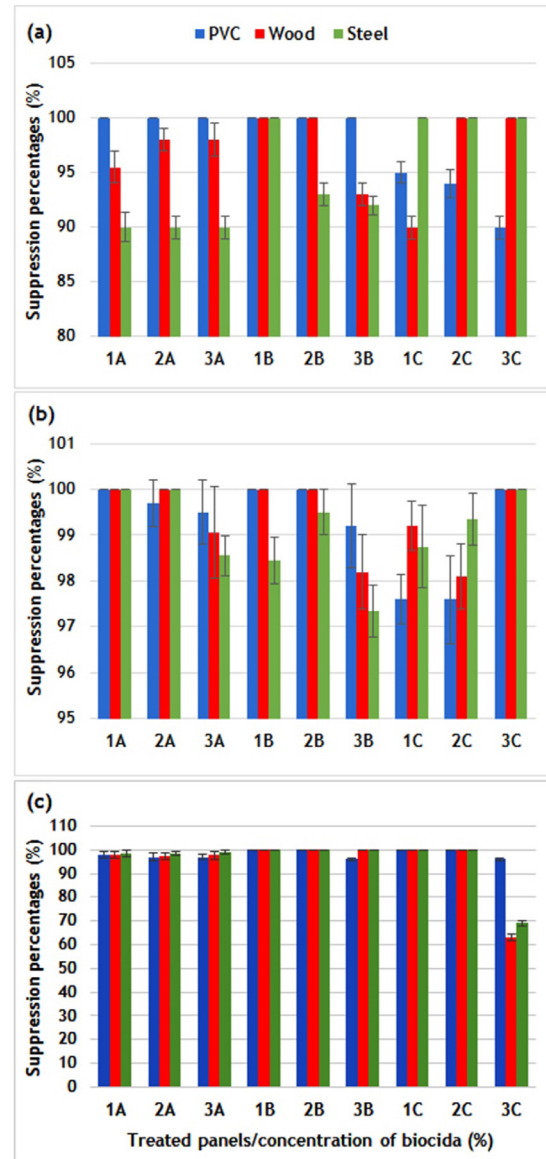 (a)
PVC Wood Steel
Suppression percentages (%)
105
100
95
90
85
80
1A 2A 3A 1B 2B 3B 1C 2C 3C
(b)
Suppression percentages (%)
101
100
99
98
97
96
95
1A 2A 3A 1B 2B 3B 1C 2C 3C
(c)
Suppression percentages (%)
110
100
90
80
70
60
50
40
30
20
10
0
1A 2A 3A 1B 2B 3B 1C 2C 3C
Treated panels/concentration of biocida (%)